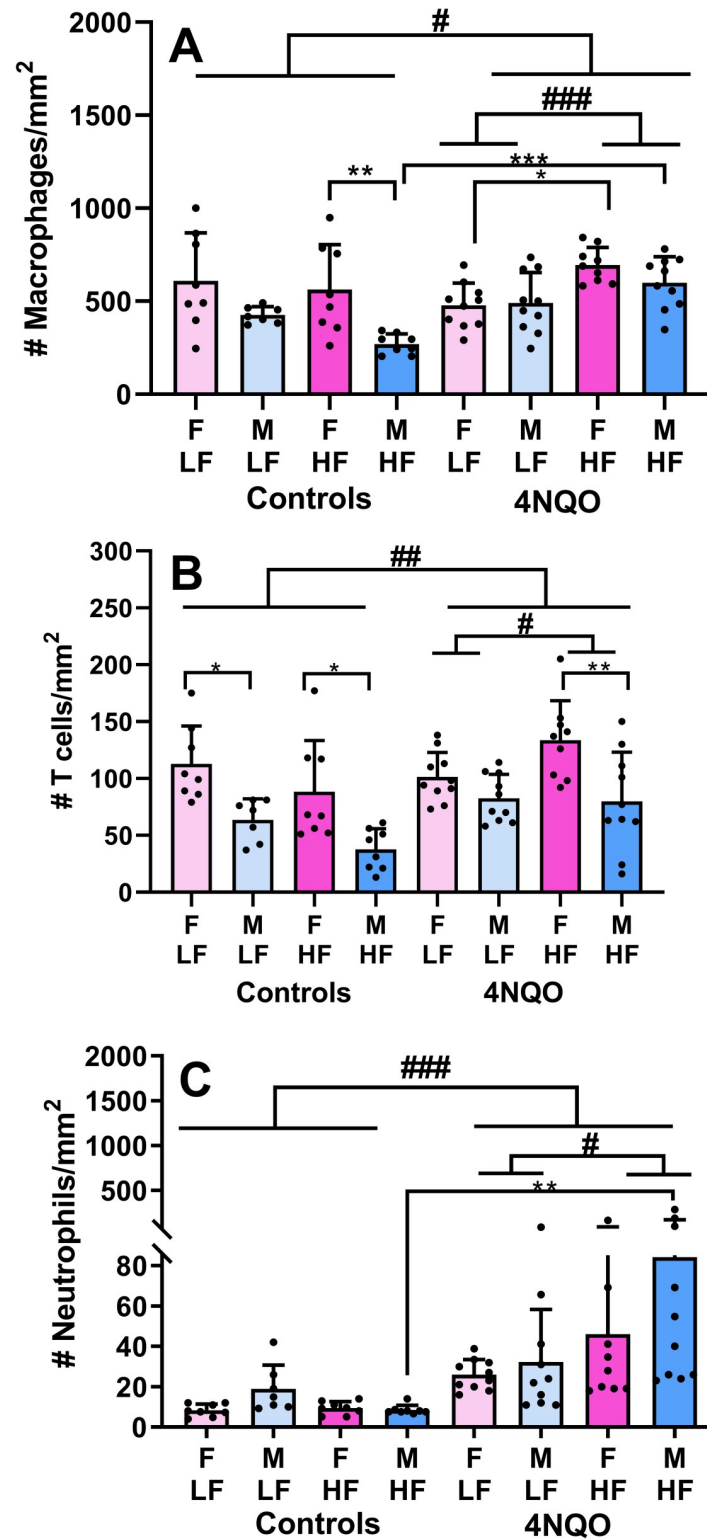 A
# Macrophages/mm²
2000
1500
1000
500
0
#
###
**
***
*
F M F M F M F M
LF LF HF HF LF LF HF HF
Controls 4NQO
B
# T cells/mm²
300
250
200
150
100
50
0
##
#
* * **
F M F M F M F M
LF LF HF HF LF LF HF HF
Controls 4NQO
C
# Neutrophils/mm²
2000
1500
1000
500
80
60
40
20
0
###
#
**
F M F M F M F M
LF LF HF HF LF LF HF HF
Controls 4NQO